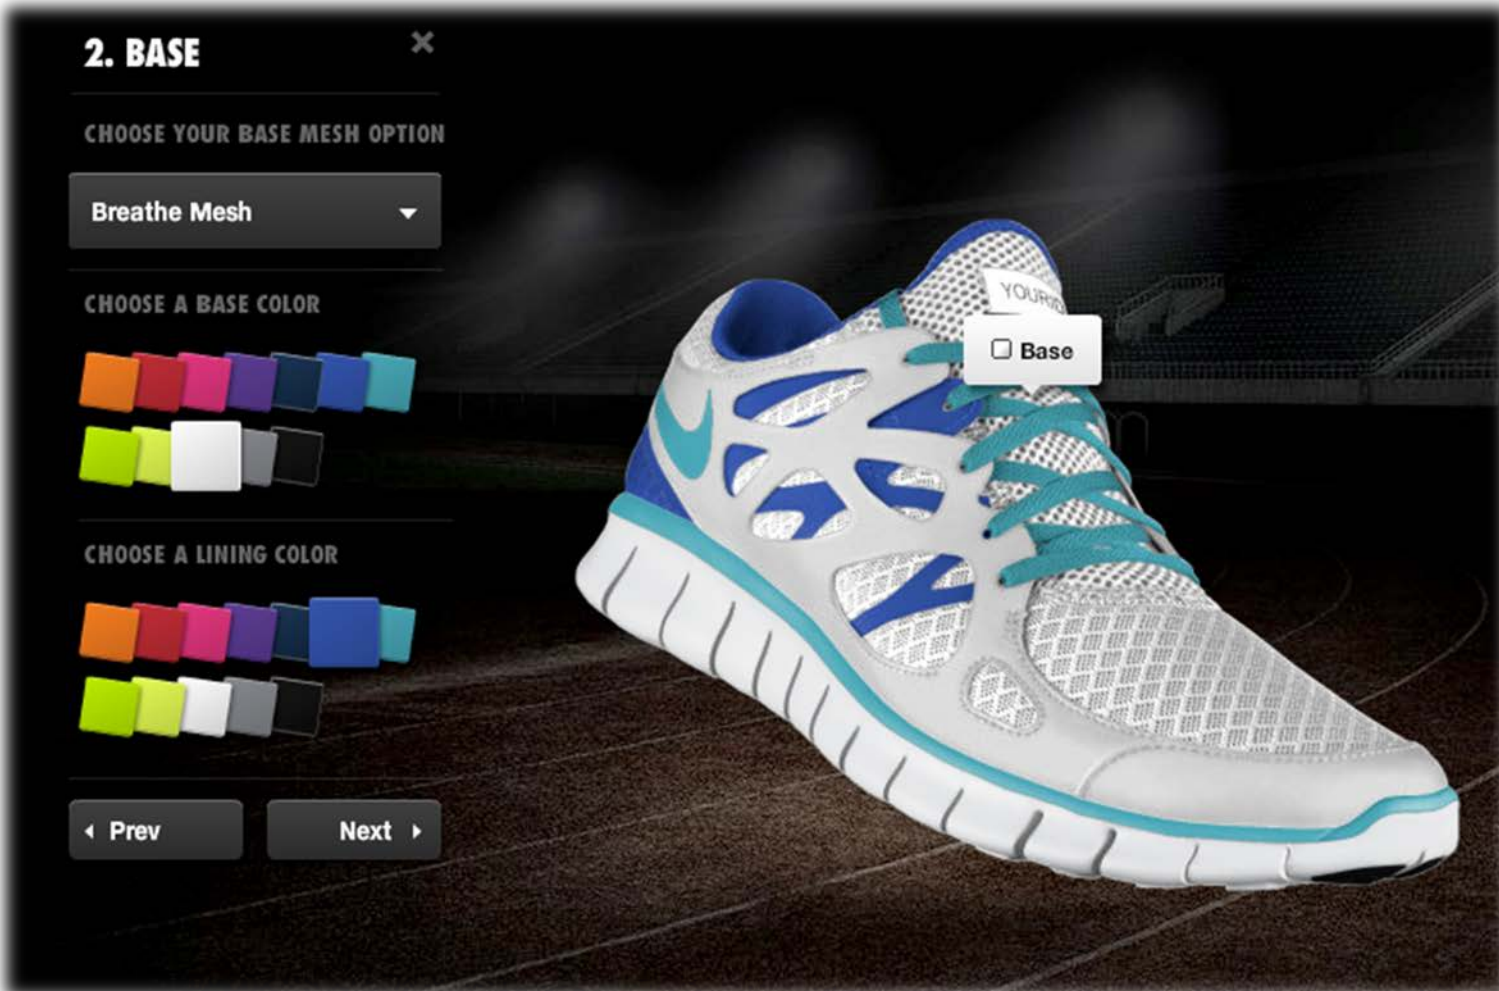 2. BASE
CHOOSE YOUR BASE MESH OPTION
Breathe Mesh
CHOOSE A BASE COLOR
CHOOSE A LINING COLOR
Prev
Next
Base